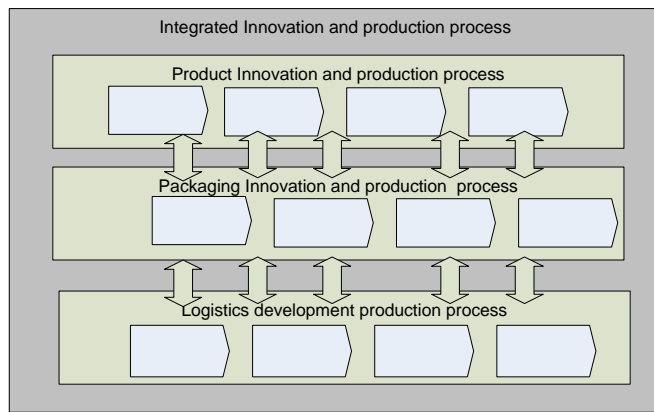 Integrated Innovation and production process
Product Innovation and production process
Packaging Innovation and production process
Logistics development production process